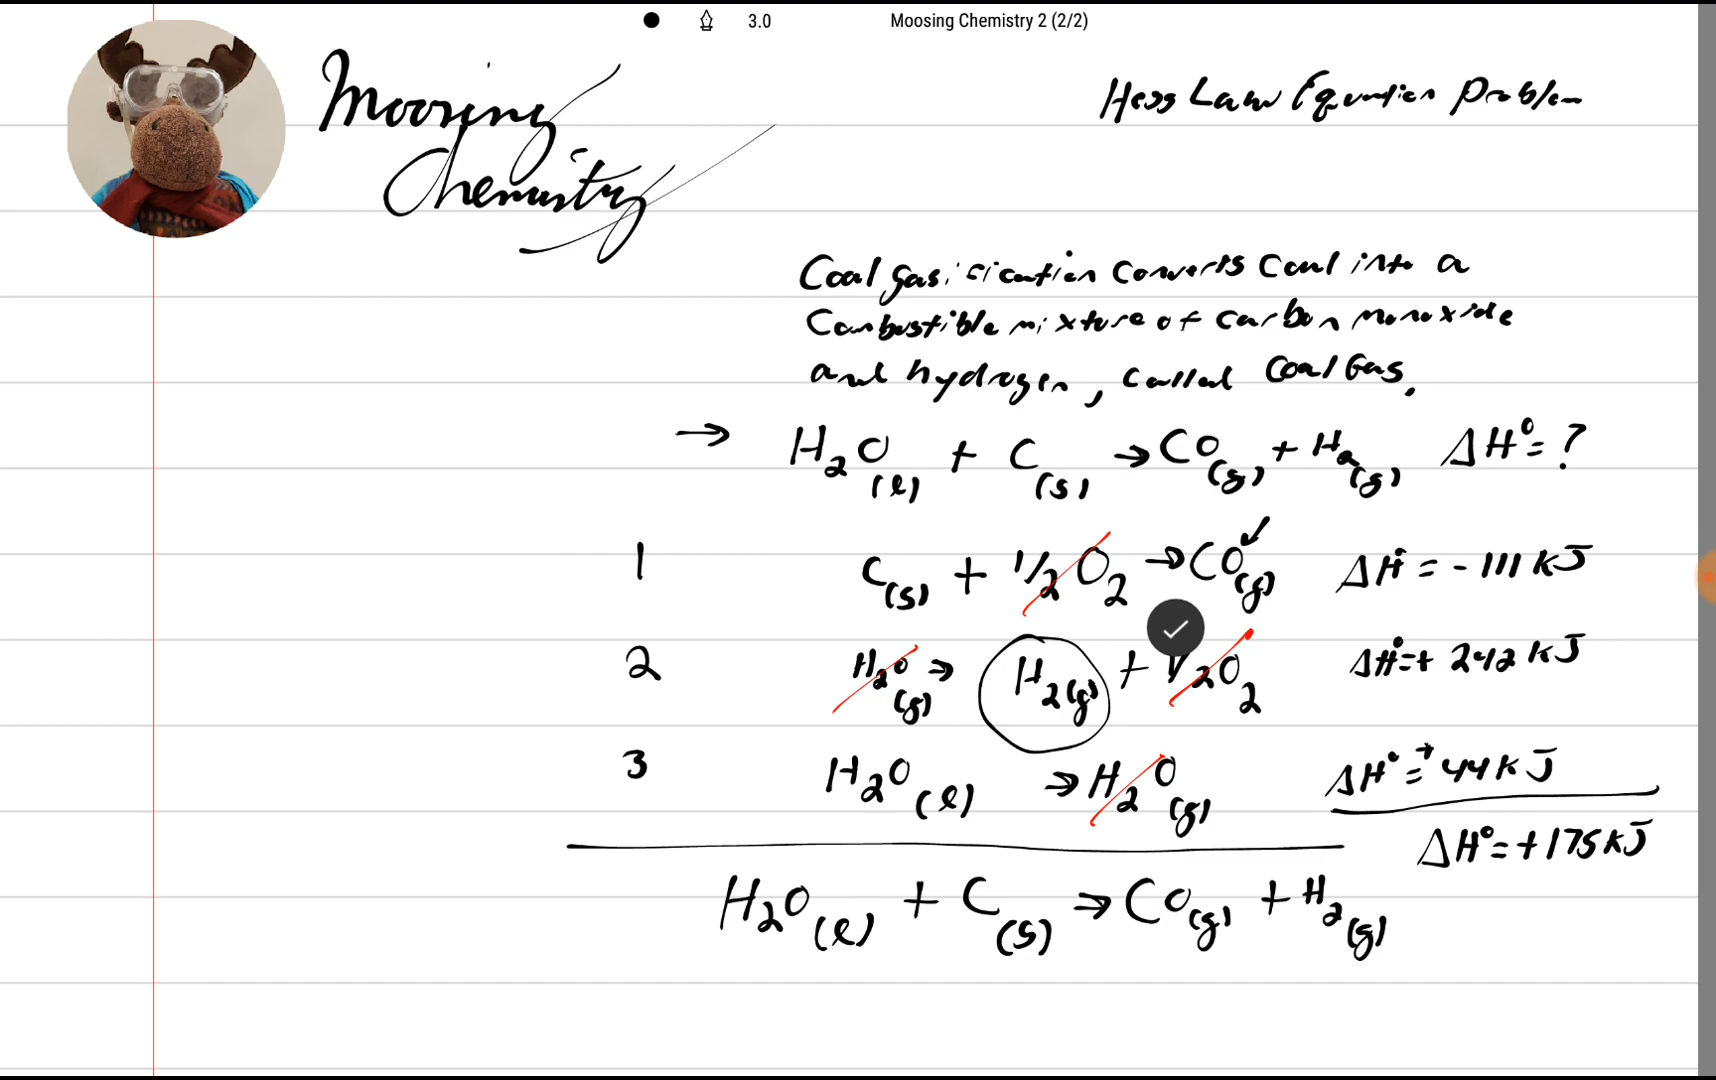 3.0 Moosing Chemistry 2 (2/2)
Moosing
Chemistry
Hess Law Equation Problem
Coal gasification converts Coal into a
Combustible mixture of carbon monoxide
and hydrogen, called Coal Gas.
→ H₂O(l) + C(s) → CO(g) + H₂(g) ΔH° = ?
1 C(s) + 1/2 O₂ → CO(g) ΔH° = -111 kJ
2 H₂O(g) → H₂(g) + 1/2 O₂ ΔH° = + 242 kJ
3 H₂O(l) → H₂O(g) ΔH° = +44 kJ
ΔH° = +175 kJ
H₂O(l) + C(s) → CO(g) + H₂(g)